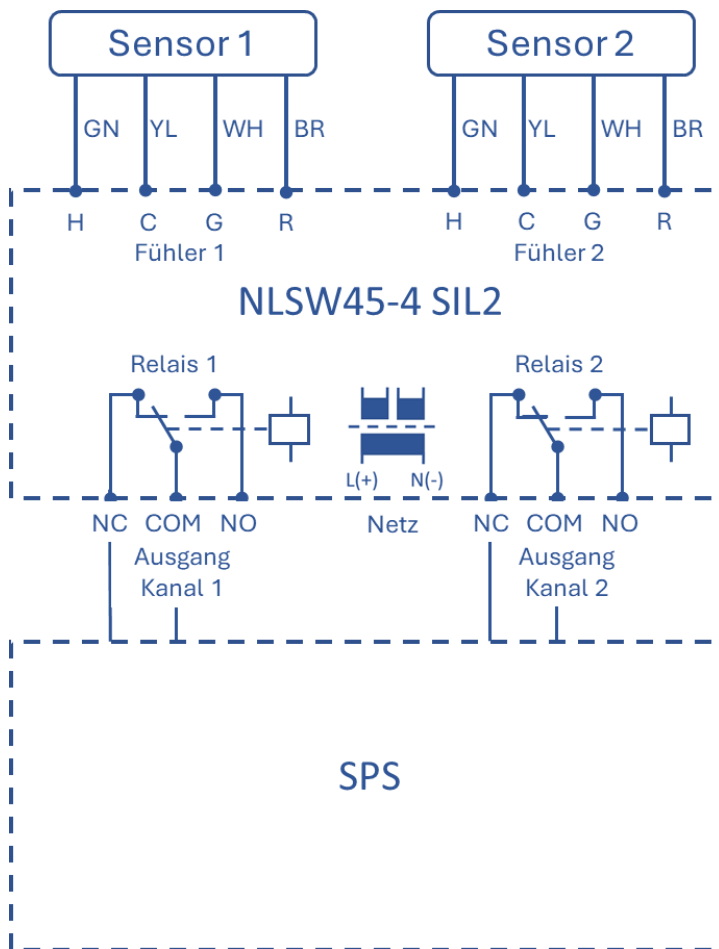 Sensor 1 Sensor 2
GN YL WH BR GN YL WH BR
H C G R H C G R
Fühler 1 Fühler 2
NLSW45-4 SIL2
Relais 1 Relais 2
L(+) N(-)
NC COM NO Netz NC COM NO
Ausgang Ausgang
Kanal 1 Kanal 2
SPS